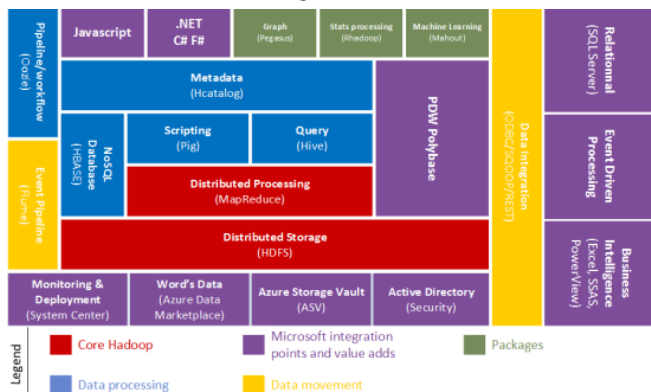 Pipeline/workflow
(Oozie)
Javascript
.NET
C# F#
Graph
(Pegasus)
Stats processing
(Rhadoop)
Machine Learning
(Mahout)
Relationnal
(SQL Server)
Metadata
(Hcatalog)
PDW Polybase
Data Integration
(ODBC/SQOOP/REST)
NoSQL
Database
(HBASE)
Scripting
(Pig)
Query
(Hive)
Event Driven
Processing
Event Pipeline
(Flume)
Distributed Processing
(MapReduce)
Distributed Storage
(HDFS)
Business
Intelligence
(Excel, SSAS,
PowerView)
Monitoring &
Deployment
(System Center)
Word's Data
(Azure Data
Marketplace)
Azure Storage Vault
(ASV)
Active Directory
(Security)
Legend
Core Hadoop
Microsoft integration
points and value adds
Packages
Data processing
Data movement